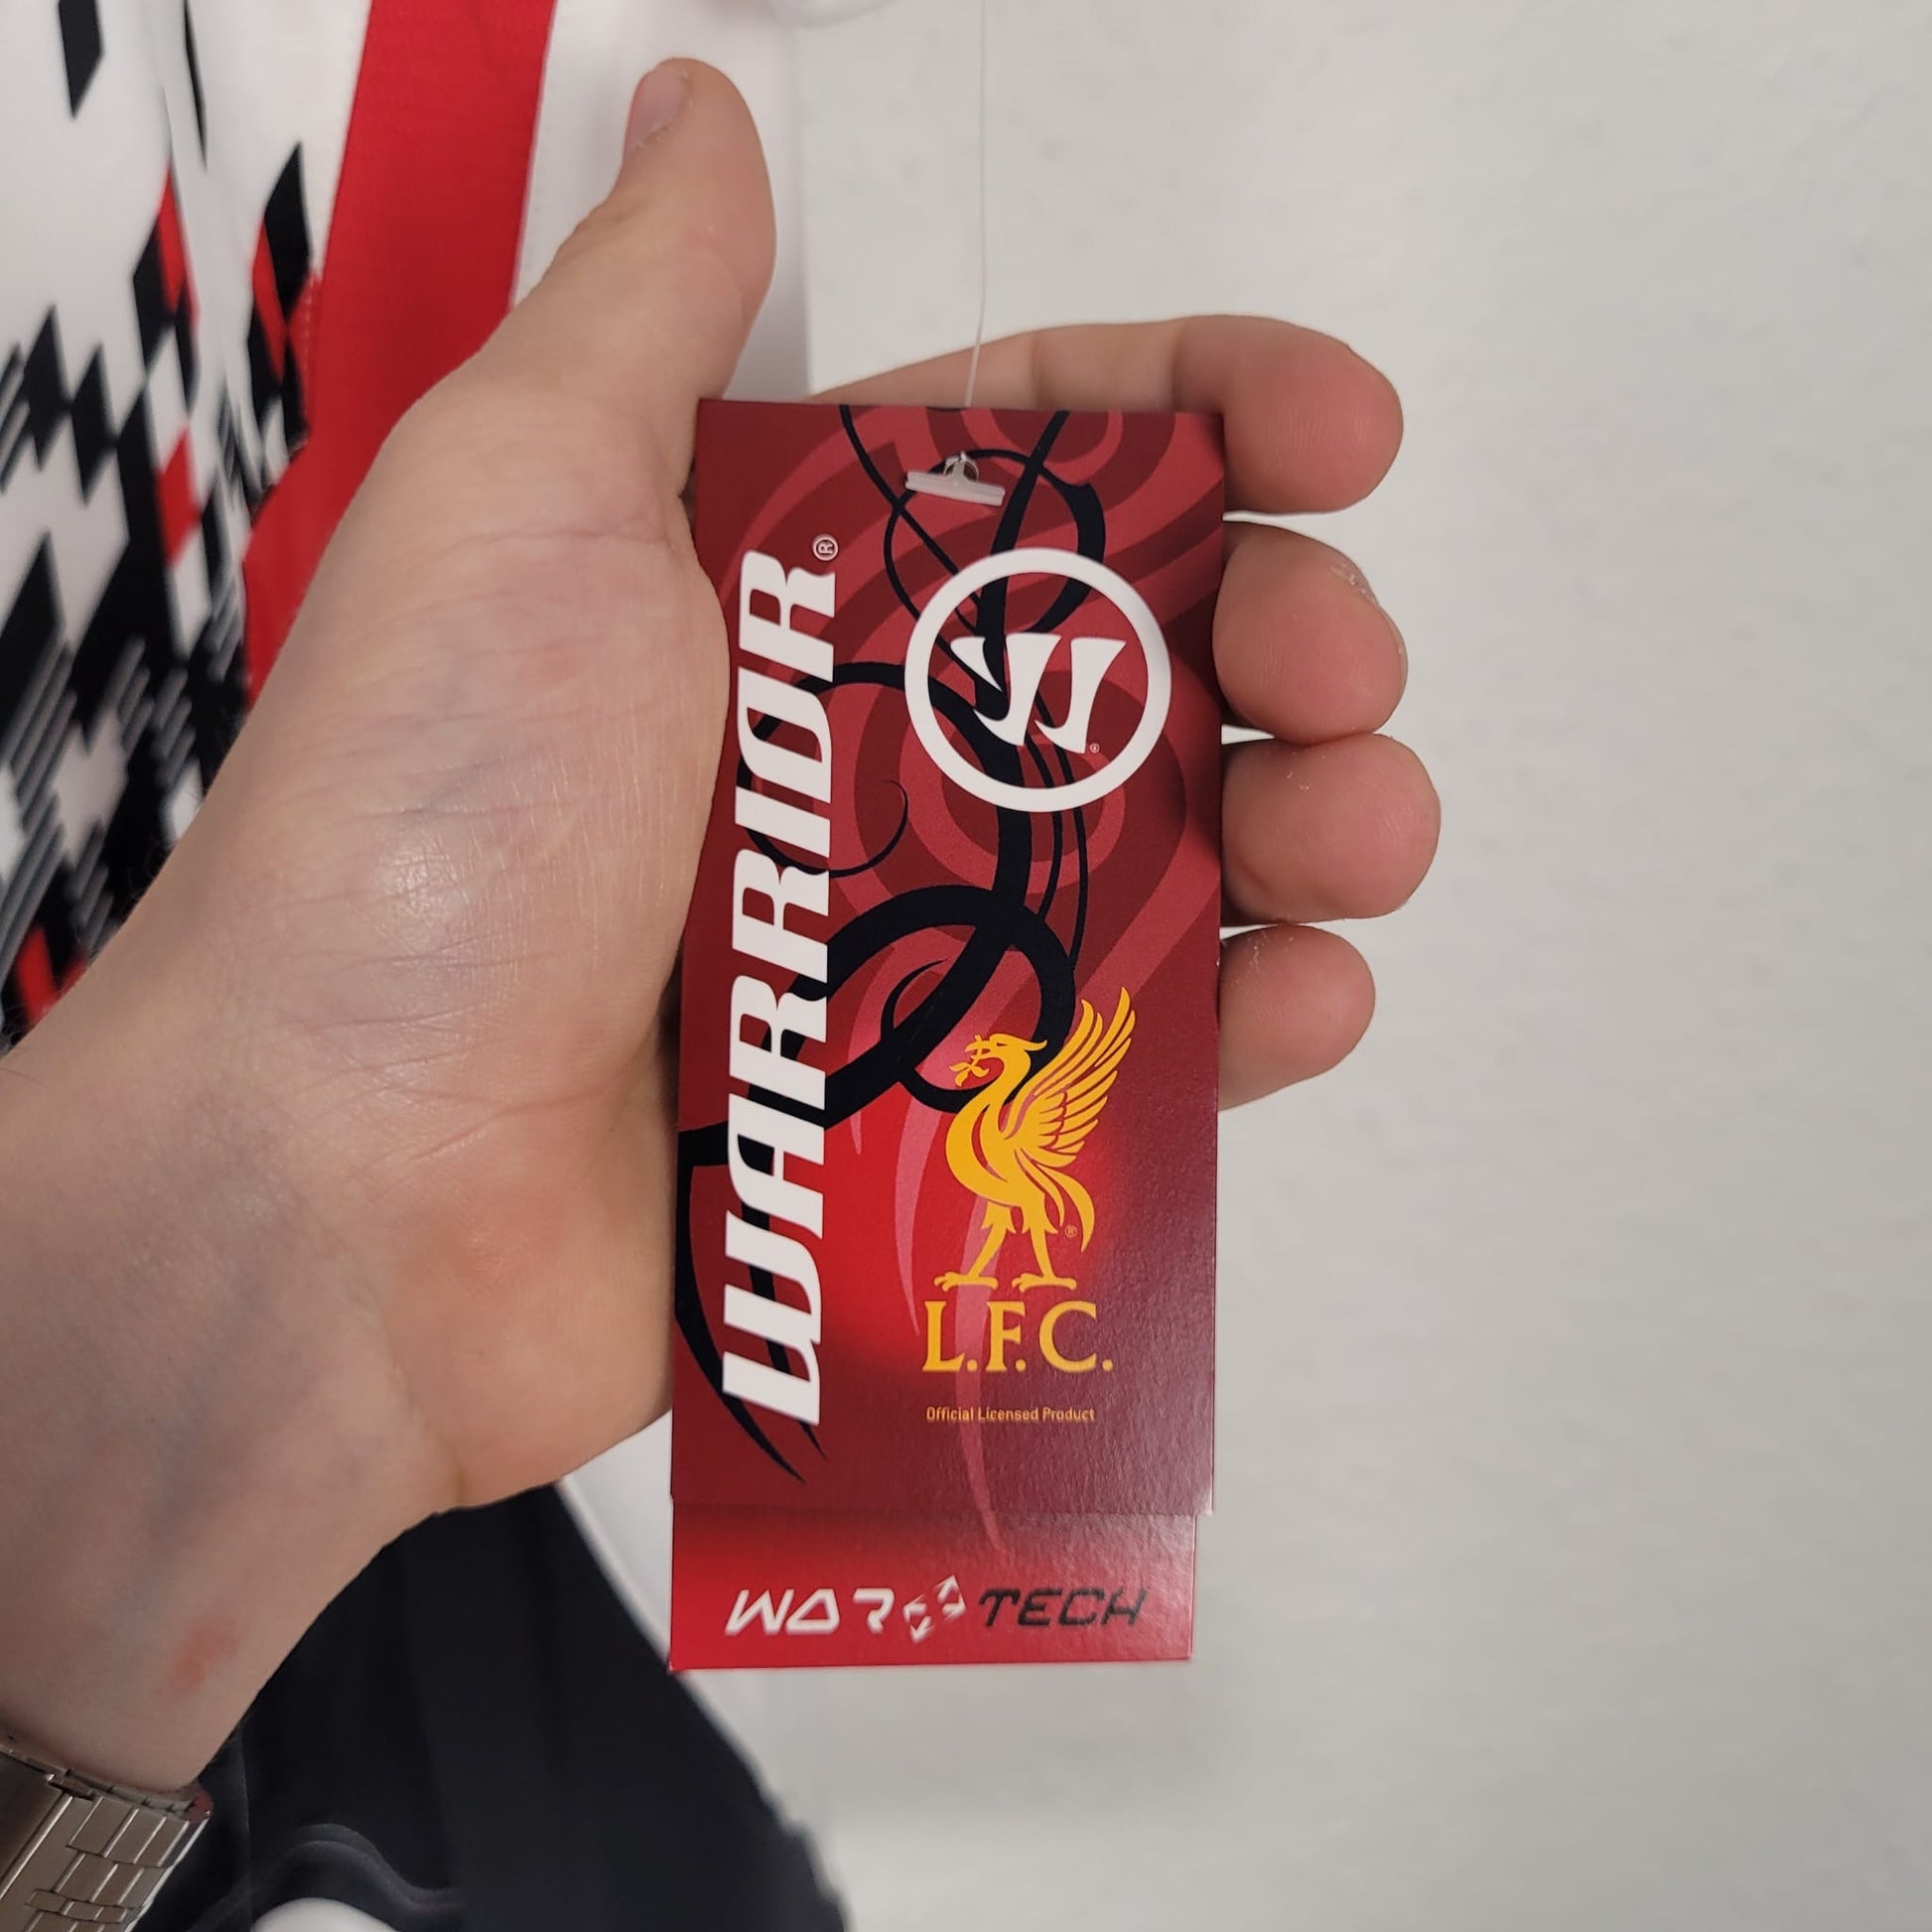 WARRIOR®
L.F.C.
Official Licensed Product
WAR TECH